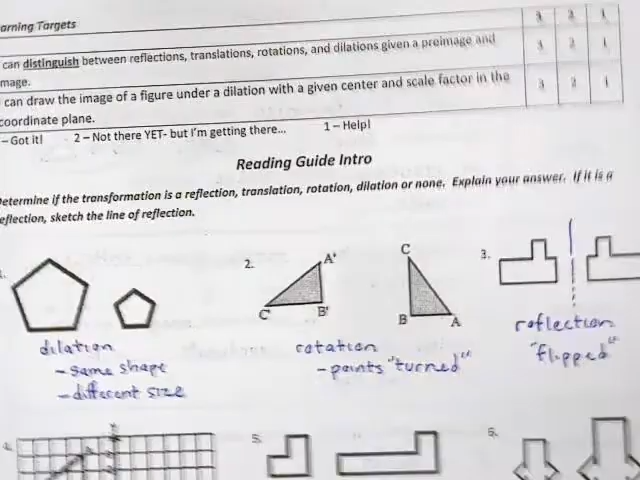 arning Targets
3 2 1
can distinguish between reflections, translations, rotations, and dilations given a preimage and
mage.
3 2 1
can draw the image of a figure under a dilation with a given center and scale factor in the
coordinate plane.
3 2 1
– Got it! 2 – Not there YET- but I'm getting there... 1 – Help!
Reading Guide Intro
Determine if the transformation is a reflection, translation, rotation, dilation or none. Explain your answer. If it is a
eflection, sketch the line of reflection.
1.
dilation
- same shape
- different size
2.
A'
B'
C'
C
B
A
rotation
- points "turned"
3.
reflection
"flipped"
4.
5.
6.